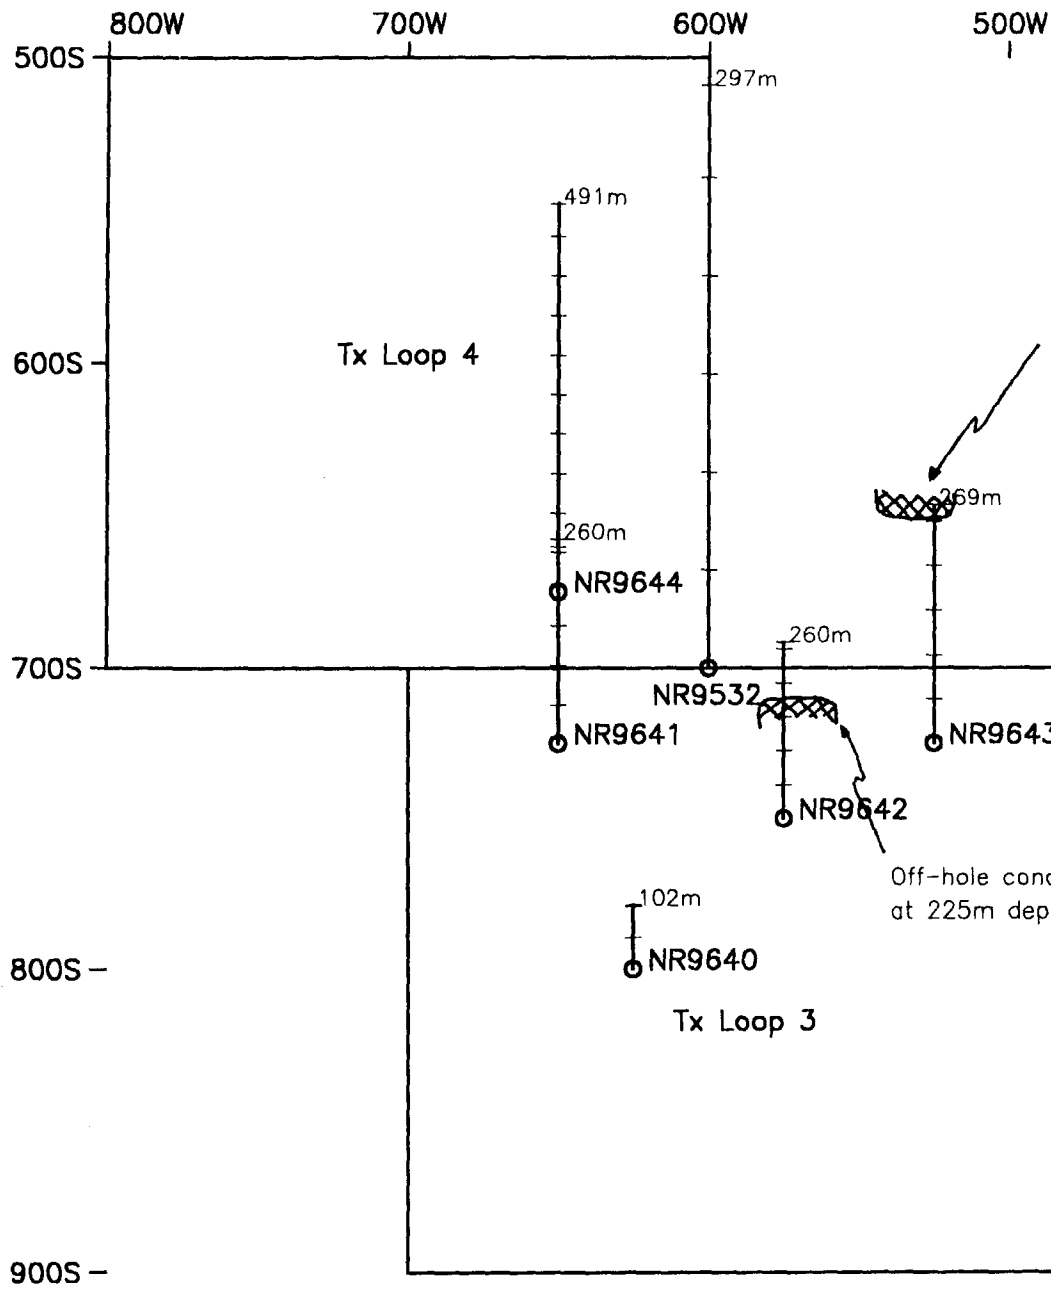 800W 700W 600W 500W
500S
297m
491m
Tx Loop 4
600S
269m
260m
NR9644
260m
700S
NR9532
NR9641
NR9643
NR9642
Off-hole cond
at 225m dep
102m
NR9640
800S
Tx Loop 3
900S